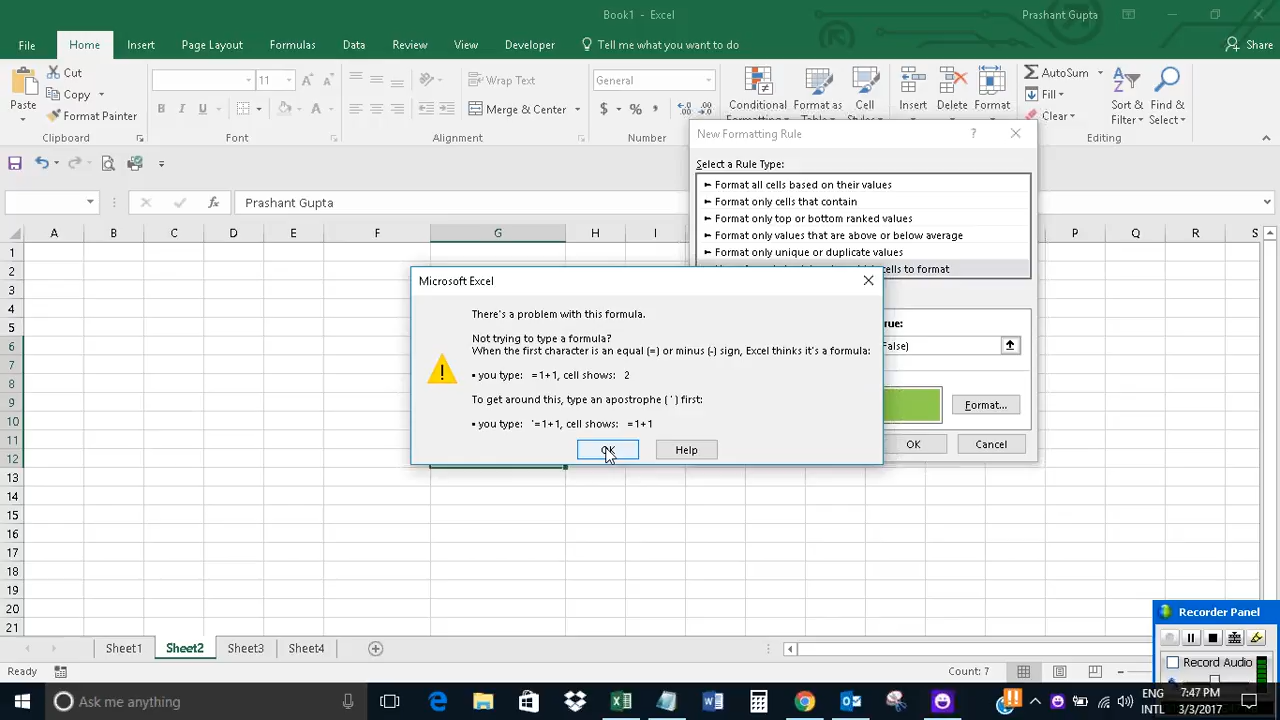 Book1 - Excel
Prashant Gupta
File
Home
Insert
Page Layout
Formulas
Data
Review
View
Developer
Tell me what you want to do
Share
Paste
Cut
Copy
Format Painter
Clipboard
11
B I U
Font
Wrap Text
Merge & Center
Alignment
General
$ %
Number
Conditional
Format as
Cell
Insert
Delete
Format
AutoSum
Fill
Clear
Sort &
Filter
Find &
Select
Editing
Prashant Gupta
New Formatting Rule
?
Select a Rule Type:
Format all cells based on their values
Format only cells that contain
Format only top or bottom ranked values
Format only values that are above or below average
Format only unique or duplicate values
cells to format
rue:
False)
Format...
OK
Cancel
Microsoft Excel
There's a problem with this formula.
Not trying to type a formula?
When the first character is an equal (=) or minus (-) sign, Excel thinks it's a formula:
• you type: =1+1, cell shows: 2
To get around this, type an apostrophe ( ' ) first:
• you type: '=1+1, cell shows: =1+1
OK
Help
A B C D E F G H I P Q R S
1
2
3
4
5
6
7
8
9
10
11
12
13
14
15
16
17
18
19
20
21
Sheet1
Sheet2
Sheet3
Sheet4
Ready
Count: 7
Recorder Panel
Record Audio
Ask me anything
ENG
INTL
7:47 PM
3/3/2017